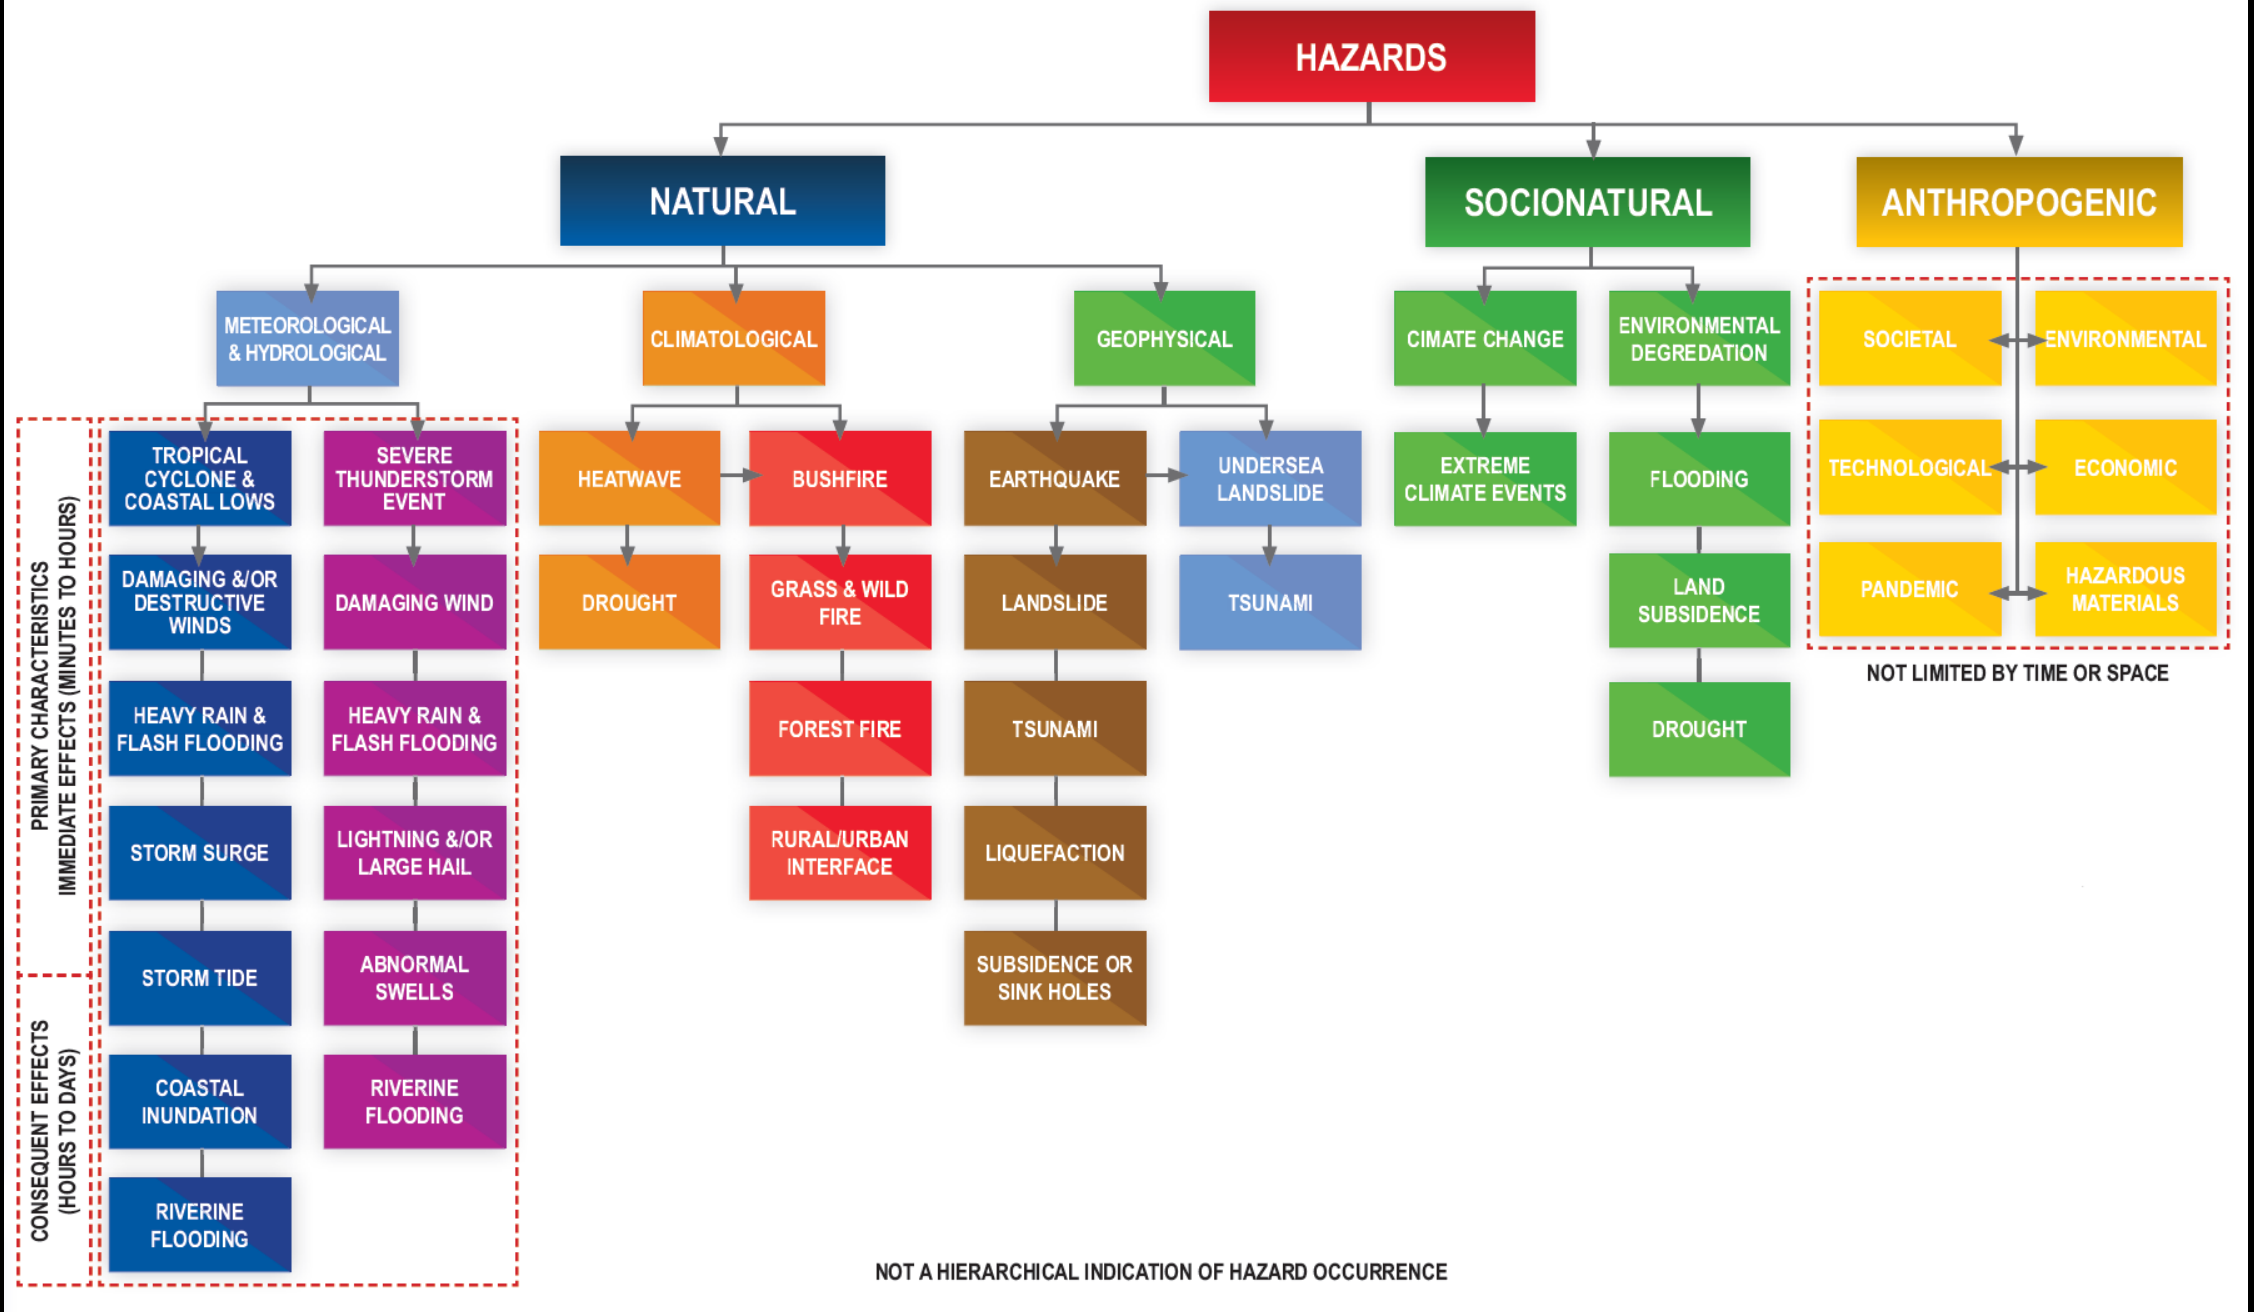 HAZARDS
NATURAL
SOCIONATURAL
ANTHROPOGENIC
METEOROLOGICAL
& HYDROLOGICAL
CLIMATOLOGICAL
GEOPHYSICAL
CIMATE CHANGE
ENVIRONMENTAL
DEGREDATION
SOCIETAL
ENVIRONMENTAL
TROPICAL
CYCLONE &
COASTAL LOWS
SEVERE
THUNDERSTORM
EVENT
HEATWAVE
BUSHFIRE
EARTHQUAKE
UNDERSEA
LANDSLIDE
EXTREME
CLIMATE EVENTS
FLOODING
TECHNOLOGICAL
ECONOMIC
DAMAGING &/OR
DESTRUCTIVE
WINDS
DAMAGING WIND
DROUGHT
GRASS & WILD
FIRE
LANDSLIDE
TSUNAMI
LAND
SUBSIDENCE
PANDEMIC
HAZARDOUS
MATERIALS
NOT LIMITED BY TIME OR SPACE
HEAVY RAIN &
FLASH FLOODING
HEAVY RAIN &
FLASH FLOODING
FOREST FIRE
TSUNAMI
DROUGHT
STORM SURGE
LIGHTNING &/OR
LARGE HAIL
RURAL/URBAN
INTERFACE
LIQUEFACTION
STORM TIDE
ABNORMAL
SWELLS
SUBSIDENCE OR
SINK HOLES
COASTAL
INUNDATION
RIVERINE
FLOODING
RIVERINE
FLOODING
PRIMARY CHARACTERISTICS
IMMEDIATE EFFECTS (MINUTES TO HOURS)
CONSEQUENT EFFECTS
(HOURS TO DAYS)
NOT A HIERARCHICAL INDICATION OF HAZARD OCCURRENCE